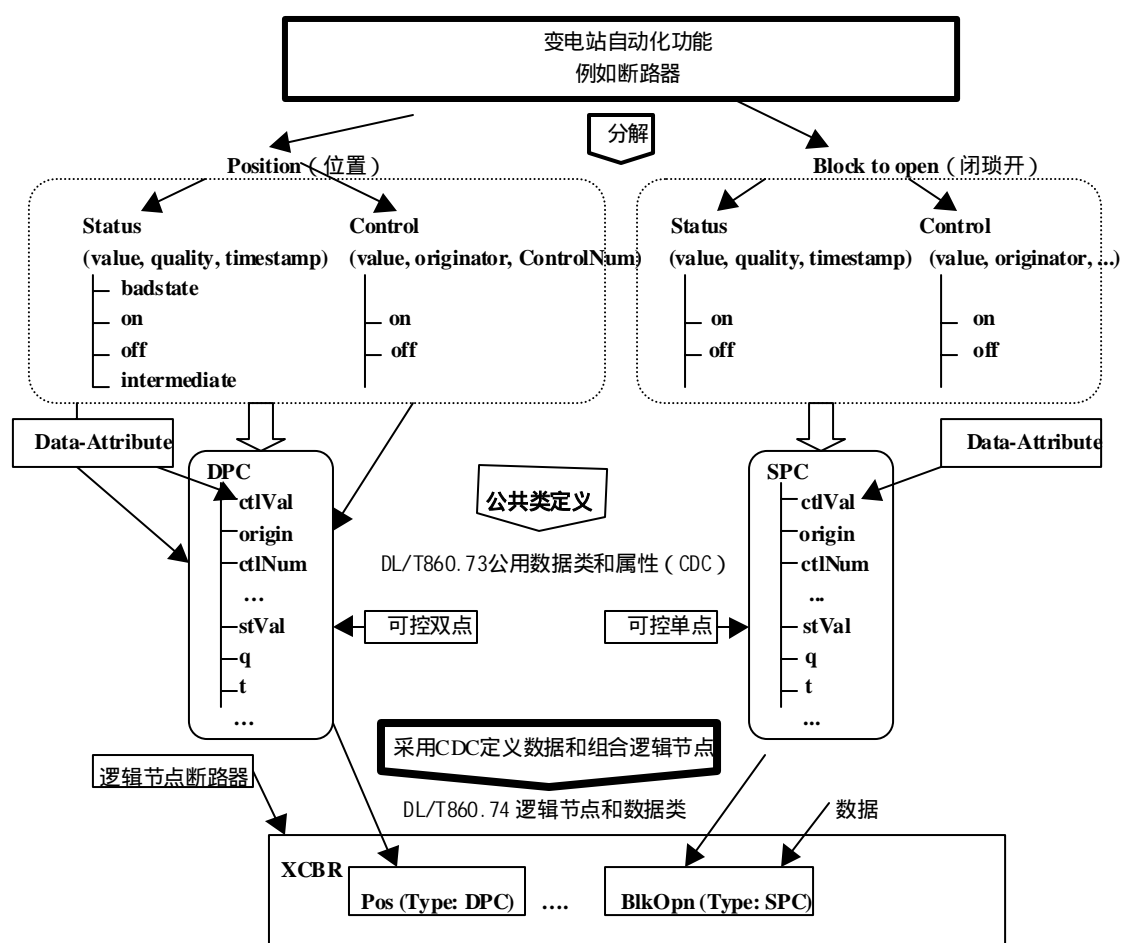 变电站自动化功能
例如断路器
分解
Position（位置）
Block to open（闭琐开）
Status
Control
(value, quality, timestamp)
(value, originator, ControlNum)
badstate
on
off
intermediate
on
off
Status
Control
(value, quality, timestamp)
(value, originator, ...)
on
off
on
off
Data-Attribute
Data-Attribute
DPC
ctlVal
origin
ctlNum
…
stVal
q
t
…
公共类定义
DL/T860.73公用数据类和属性（CDC）
可控双点
可控单点
SPC
ctlVal
origin
ctlNum
...
stVal
q
t
...
采用CDC定义数据和组合逻辑节点
逻辑节点断路器
DL/T860.74 逻辑节点和数据类
数据
XCBR
Pos (Type: DPC)
….
BlkOpn (Type: SPC)